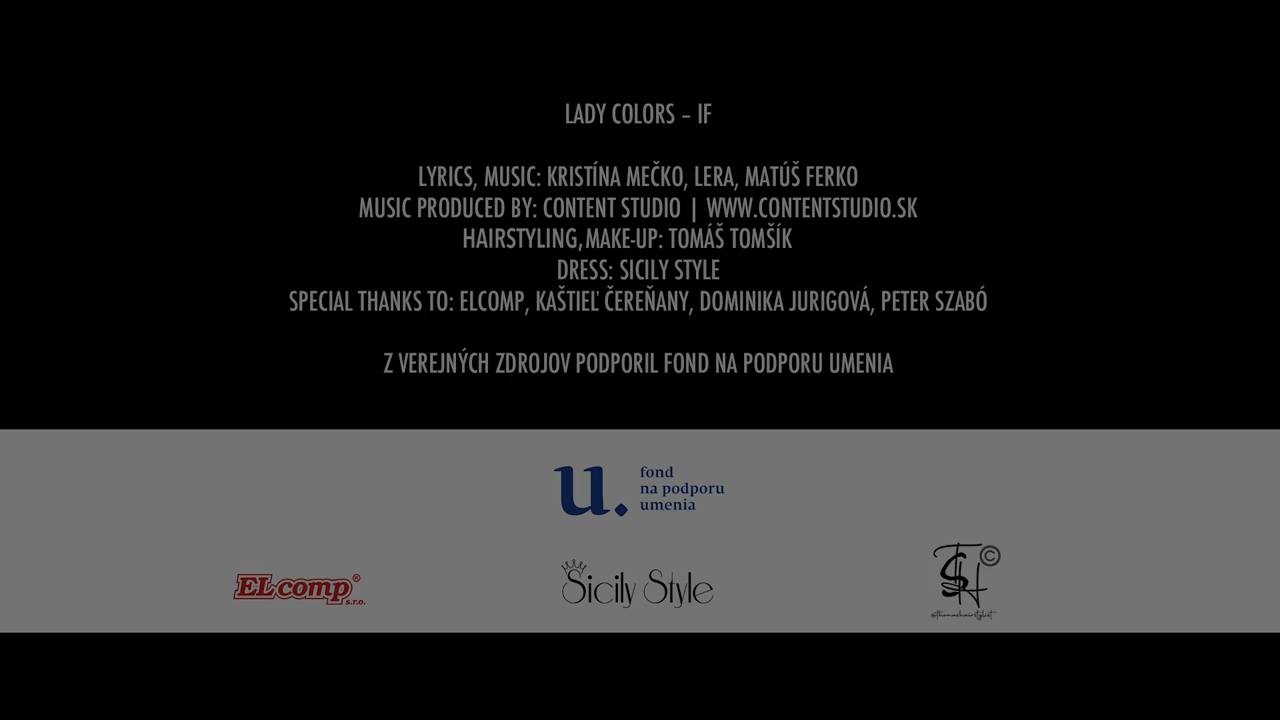 LADY COLORS – IF
LYRICS, MUSIC: KRISTÍNA MEČKO, LERA, MATÚŠ FERKO
MUSIC PRODUCED BY: CONTENT STUDIO | WWW.CONTENTSTUDIO.SK
HAIRSTYLING,MAKE-UP: TOMÁŠ TOMŠÍK
DRESS: SICILY STYLE
SPECIAL THANKS TO: ELCOMP, KAŠTIEĽ ČEREŇANY, DOMINIKA JURIGOVÁ, PETER SZABÓ
Z VEREJNÝCH ZDROJOV PODPORIL FOND NA PODPORU UMENIA
u. fond
na podporu
umenia
ELcomp®
s.r.o.
Sicily Style
TSH ©
@thomashairstylist